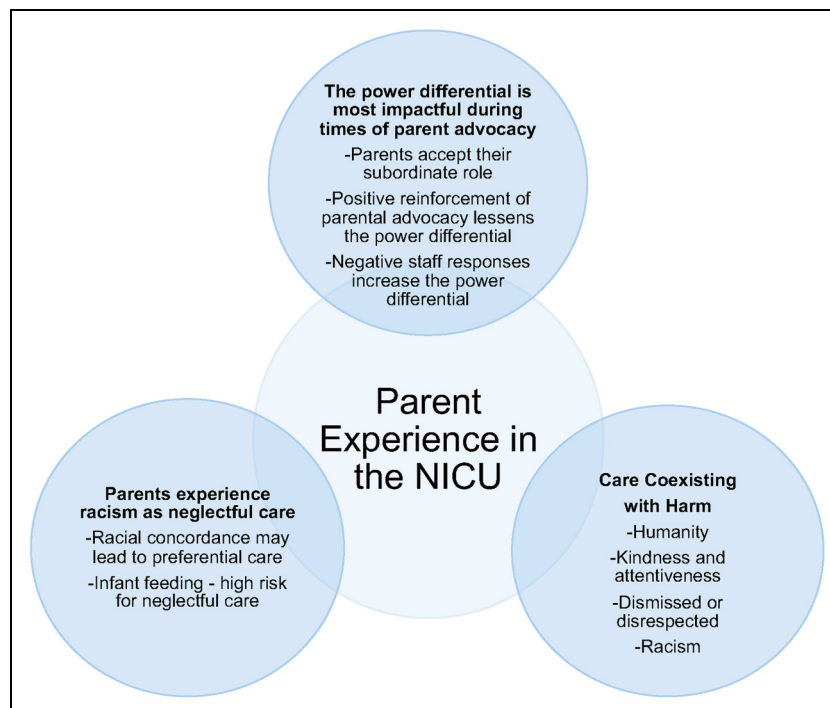 The power differential is
most impactful during
times of parent advocacy
-Parents accept their
subordinate role
-Positive reinforcement of
parental advocacy lessens
the power differential
-Negative staff responses
increase the power
differential
Parent
Experience in
the NICU
Parents experience
racism as neglectful care
-Racial concordance may
lead to preferential care
-Infant feeding - high risk
for neglectful care
Care Coexisting
with Harm
-Humanity
-Kindness and
attentiveness
-Dismissed or
disrespected
-Racism